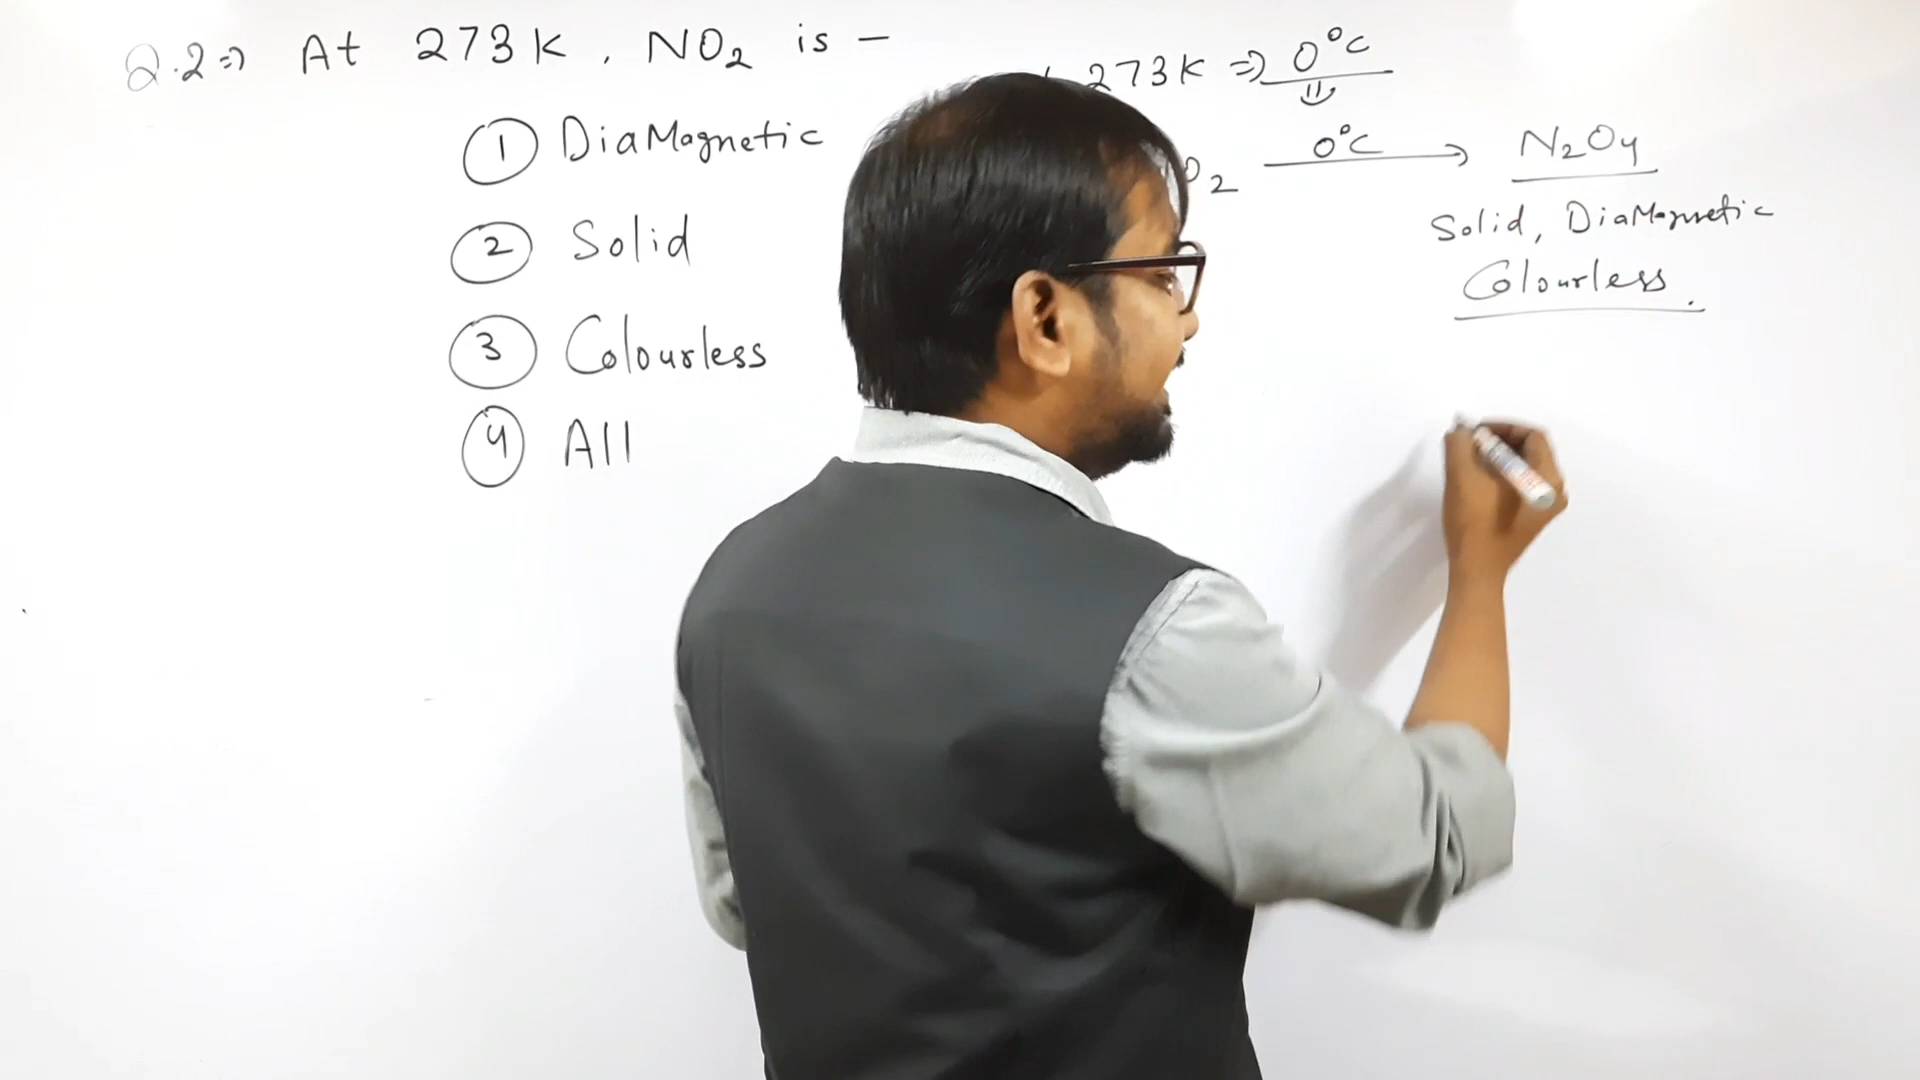 Q.2⇒ At 273K, NO₂ is –
① DiaMagnetic
② Solid
③ Colourless
④ All
273K ⇒ 0°C
O₂ 0°C → N₂O₄
Solid, DiaMagnetic
Colourless.